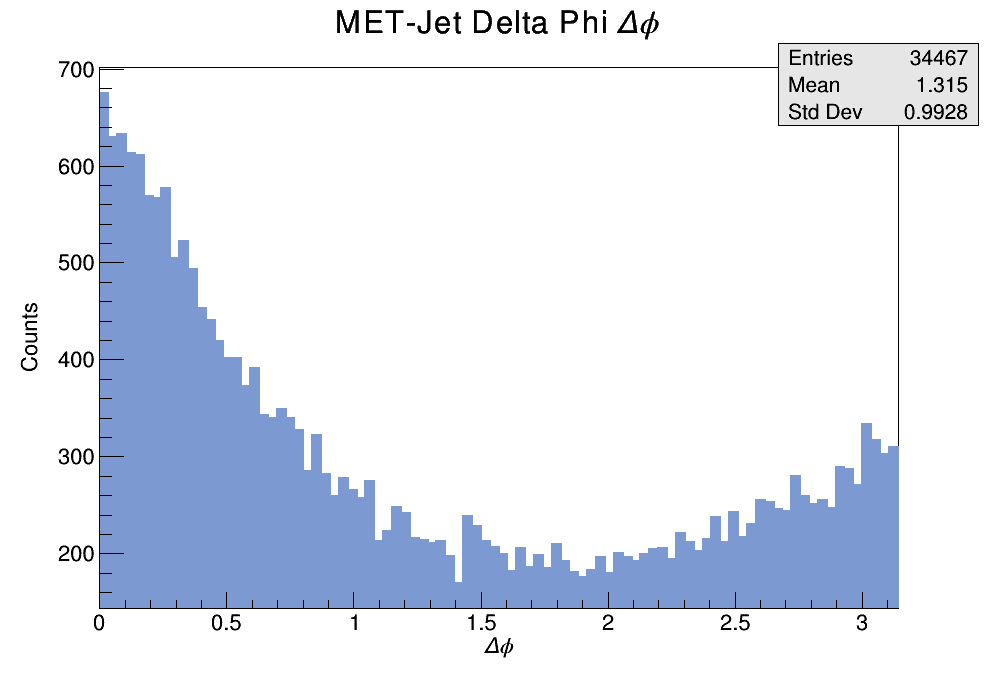 MET-Jet Delta Phi Δϕ
Entries 34467
Mean 1.315
Std Dev 0.9928
700
600
500
400
300
200
Counts
0 0.5 1 1.5 2 2.5 3
Δϕ